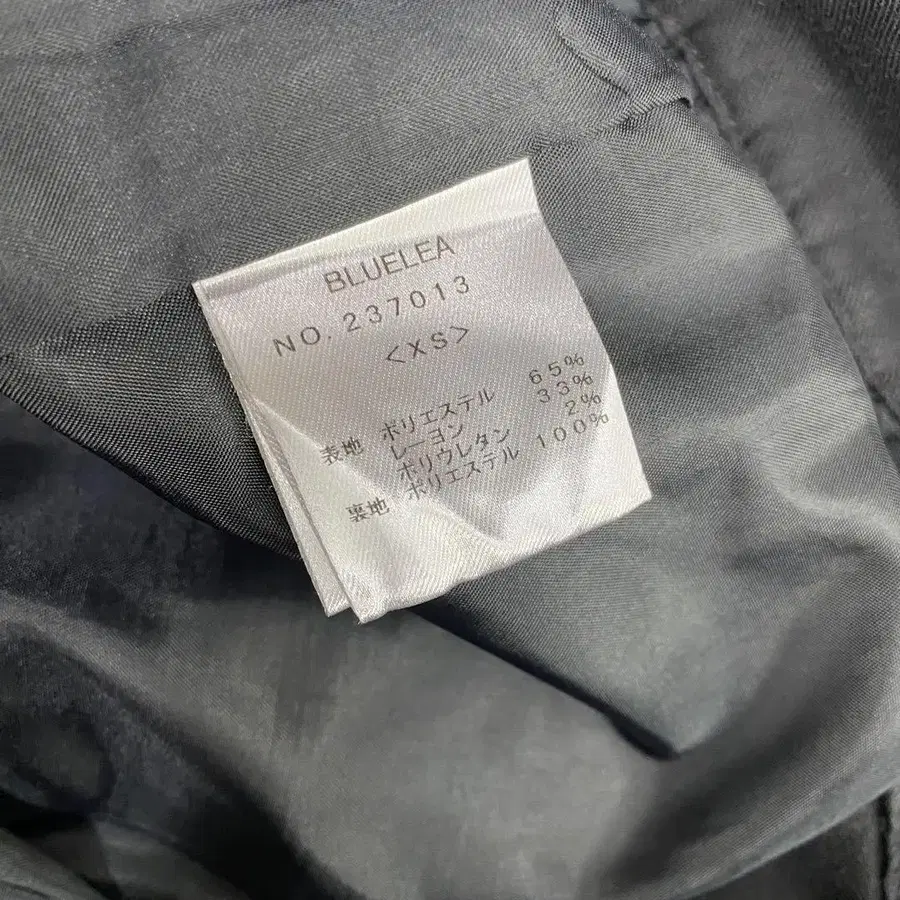 BLUELEA
NO.237013
<XS>
表地 ポリエステル 65%
レーヨン 33%
ポリウレタン 2%
裏地 ポリエステル 100%